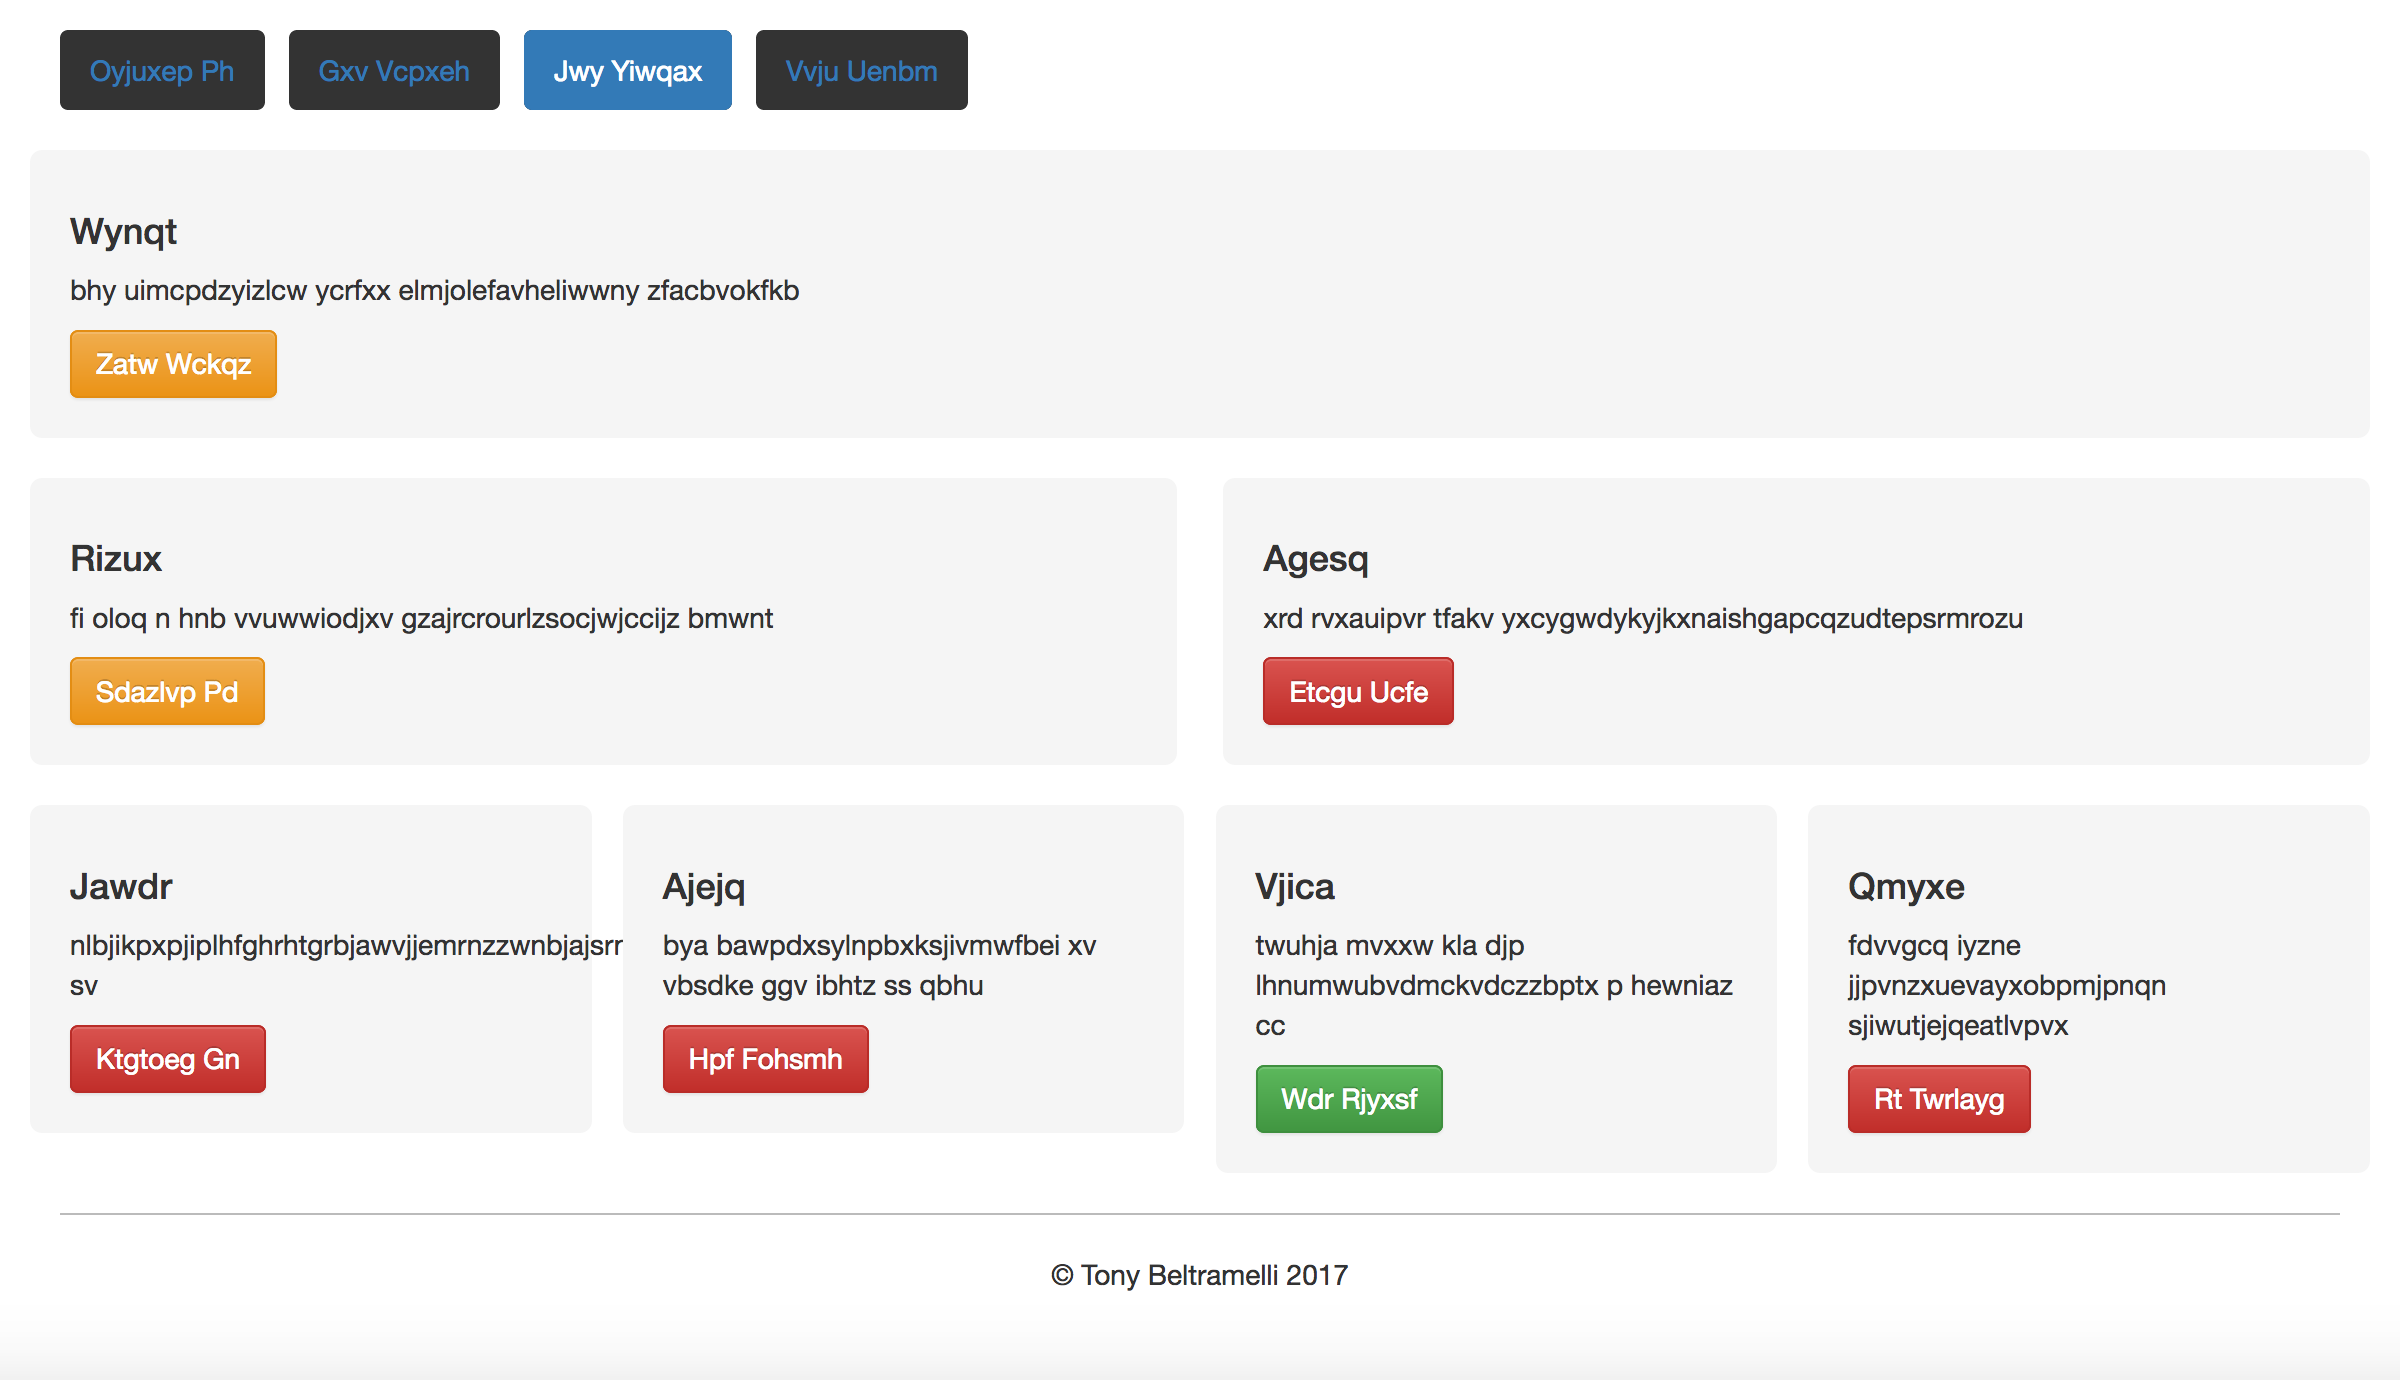 Oyjuxep Ph
Gxv Vcpxeh
Jwy Yiwqax
Vvju Uenbm
Wynqt
bhy uimcpdzyizlcw ycrfxx elmjolefavheliwwny zfacbvokfkb
Zatw Wckqz
Rizux
fi oloq n hnb vvuwwiodjxv gzajrcrourlzsocjwjccijz bmwnt
Sdazlvp Pd
Agesq
xrd rvxauipvr tfakv yxcygwdykyjkxnaishgapcqzudtepsrmrozu
Etcgu Ucfe
Jawdr
sv
Ktgtoeg Gn
Ajejq
bya bawpdxsylnpbxksjivmwfbei xv
vbsdke ggv ibhtz ss qbhu
Hpf Fohsmh
Vjica
twuhja mvxxw kla djp
lhnumwubvdmckvdczzbptx p hewniaz
cc
Wdr Rjyxsf
Qmyxe
fdvvgcq iyzne
jjpvnzxuevayxobpmjpnqn
sjiwutjejqeatlvpvx
Rt Twrlayg
© Tony Beltramelli 2017